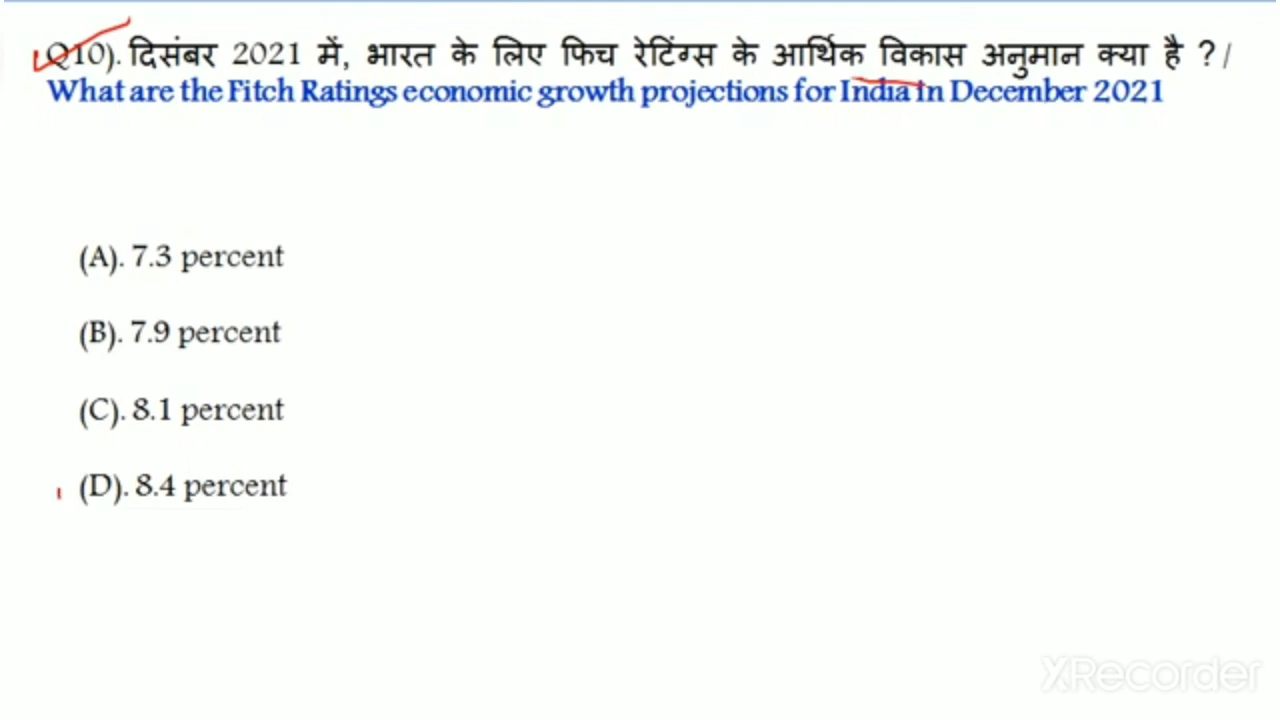 Q10). दिसंबर 2021 में, भारत के लिए फिच रेटिंग्स के आर्थिक विकास अनुमान क्या है ? /
What are the Fitch Ratings economic growth projections for India in December 2021
(A). 7.3 percent
(B). 7.9 percent
(C). 8.1 percent
(D). 8.4 percent
XRecorder